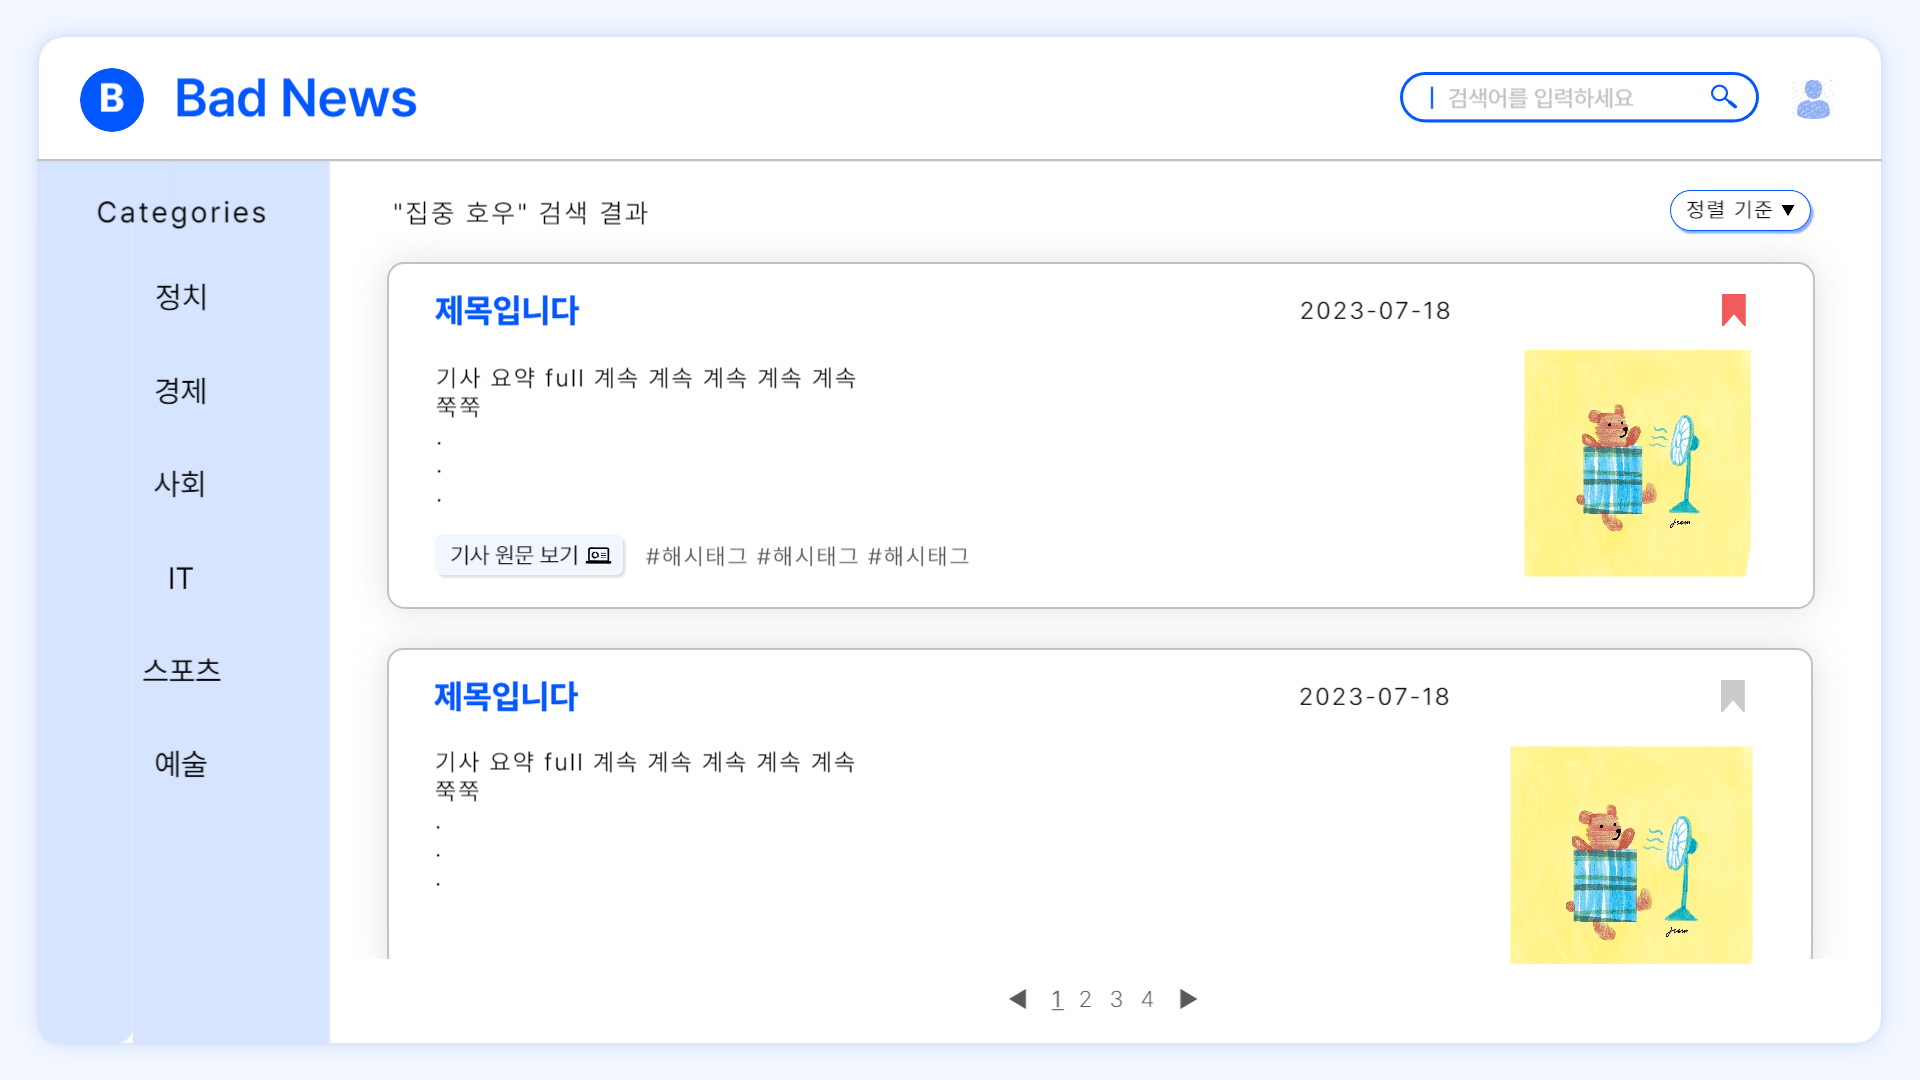 B Bad News
검색어를 입력하세요
Categories
정치
경제
사회
IT
스포츠
예술
"집중 호우" 검색 결과
정렬 기준 ▼
제목입니다
2023-07-18
기사 요약 full 계속 계속 계속 계속 계속
쭉쭉
.
.
.
기사 원문 보기
#해시태그 #해시태그 #해시태그
제목입니다
2023-07-18
기사 요약 full 계속 계속 계속 계속 계속
쭉쭉
.
.
.
◀ 1 2 3 4 ▶